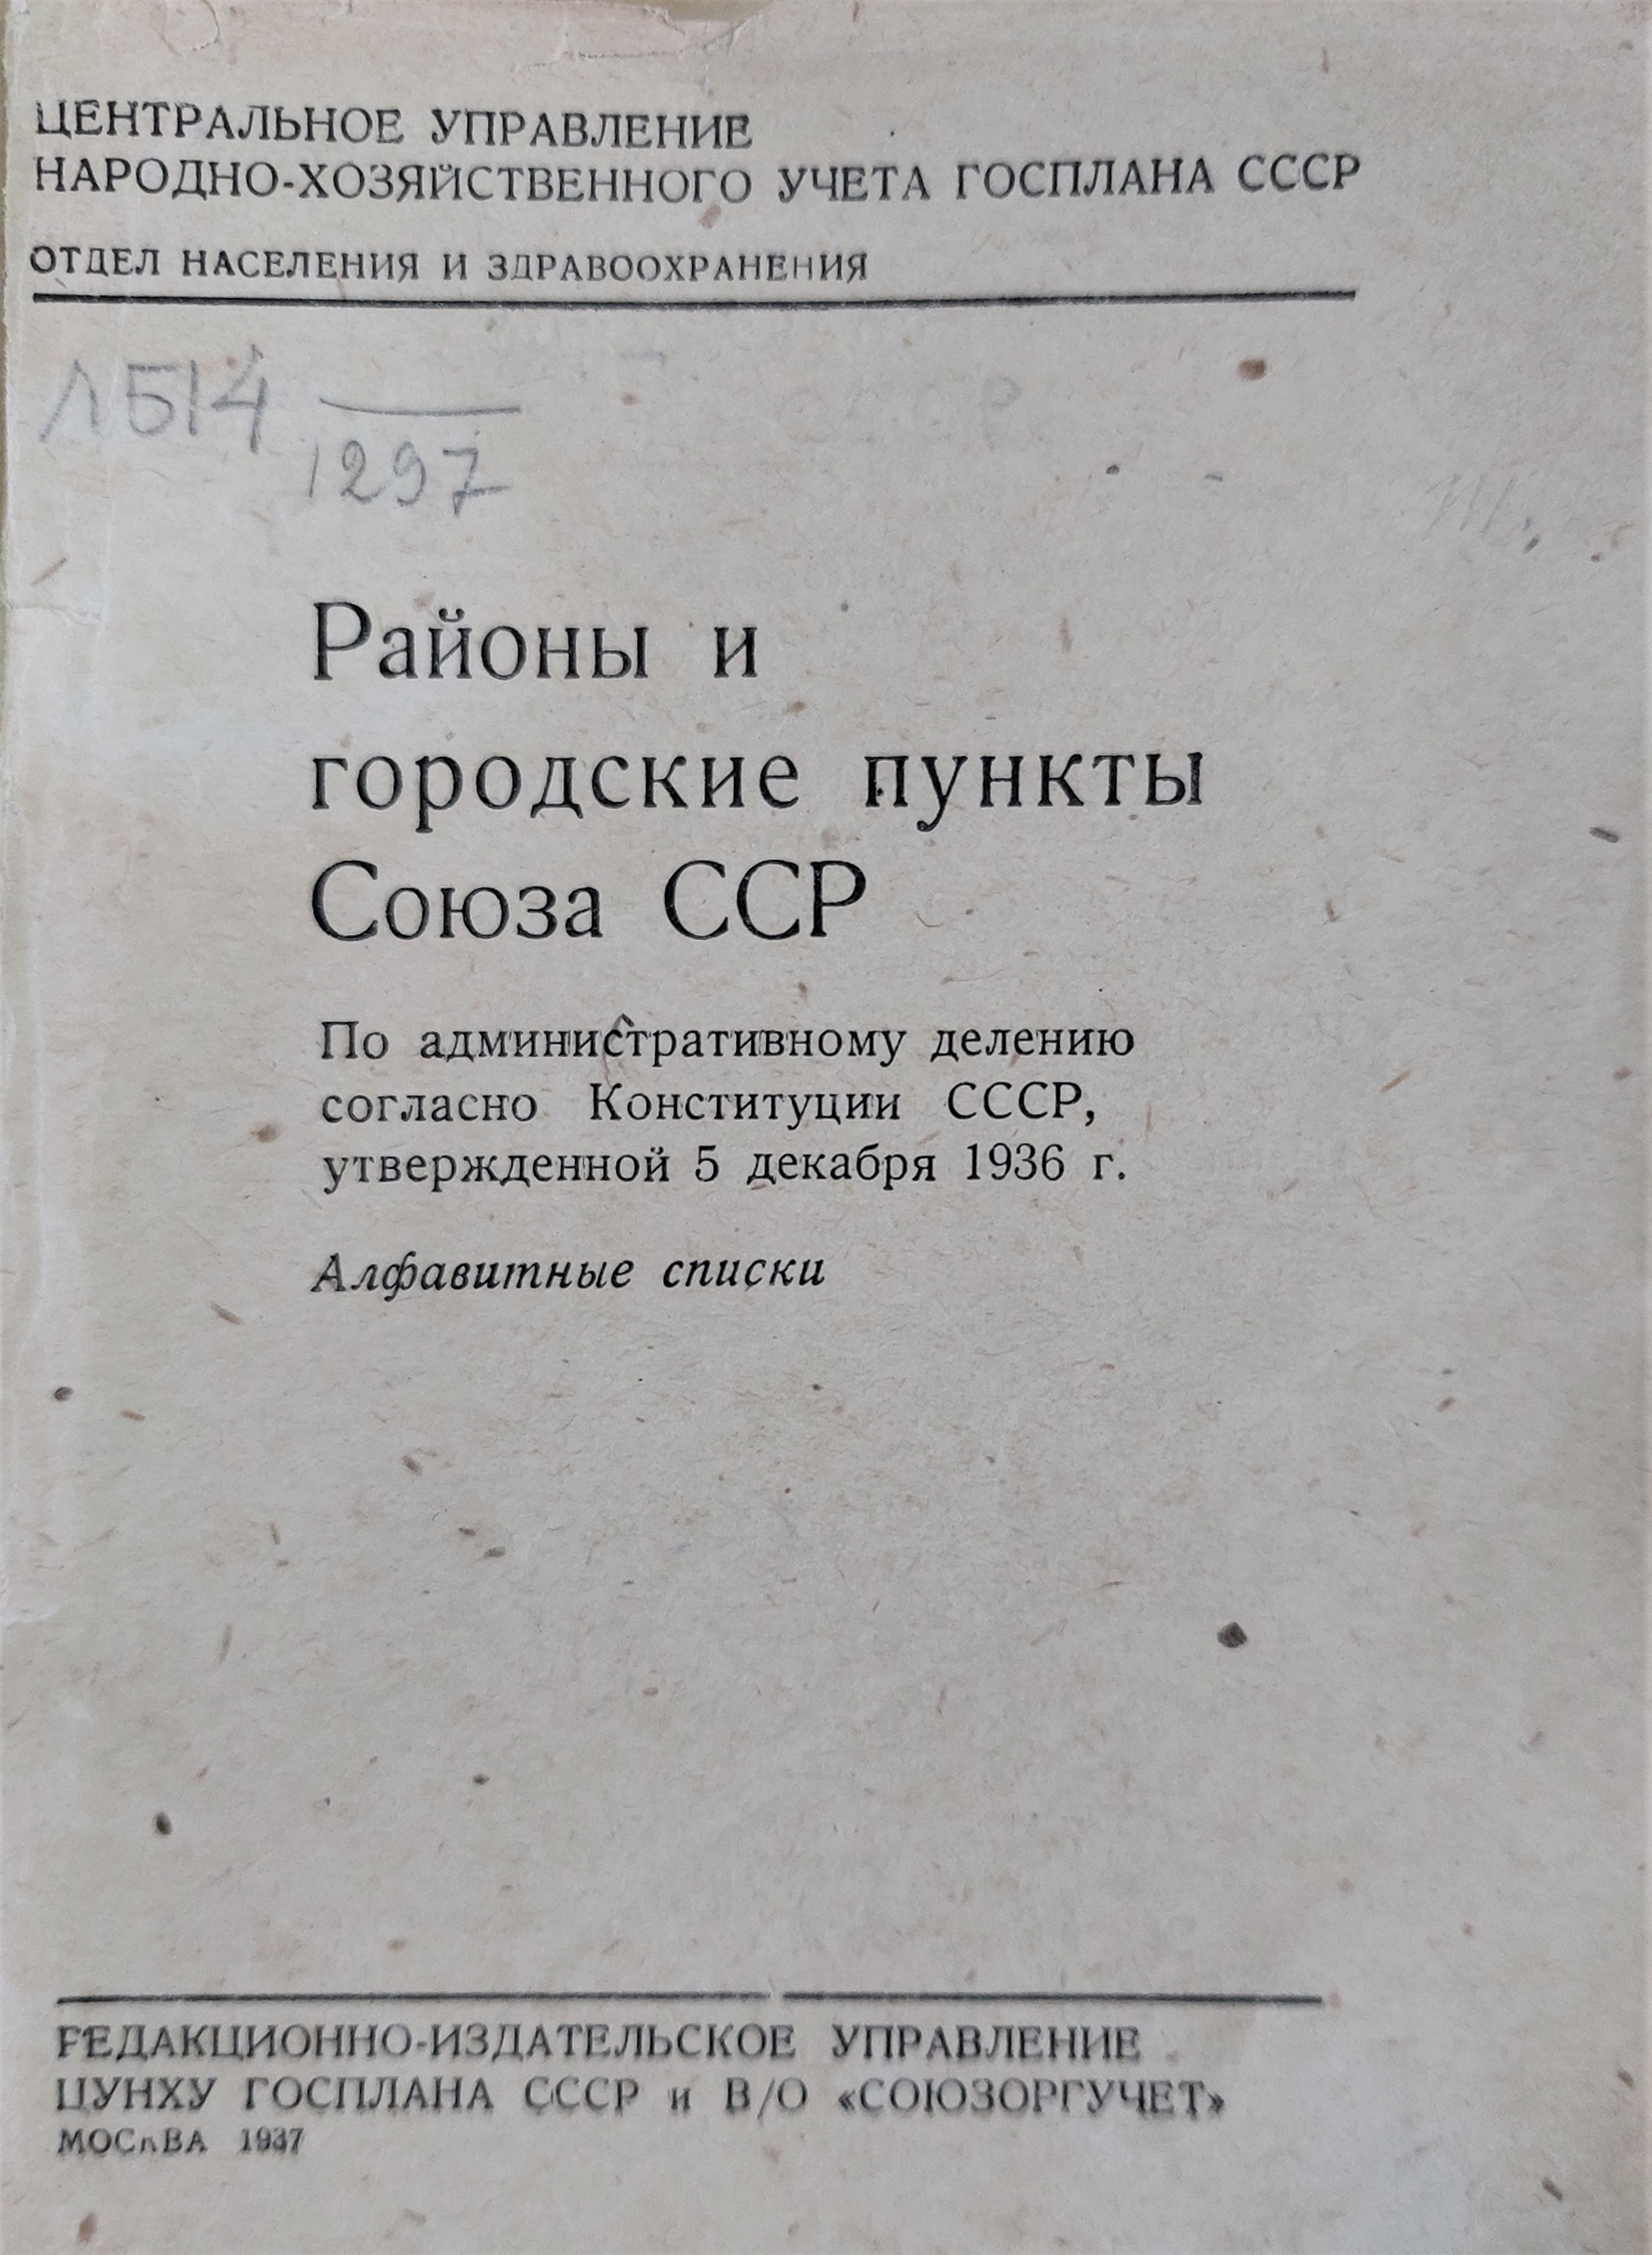 ЦЕНТРАЛЬНОЕ УПРАВЛЕНИЕ
НАРОДНО-ХОЗЯЙСТВЕННОГО УЧЕТА ГОСПЛАНА СССР
ОТДЕЛ НАСЕЛЕНИЯ И ЗДРАВООХРАНЕНИЯ
Л514
1297
Районы и
городские пункты
Союза ССР
По административному делению
согласно Конституции СССР,
утвержденной 5 декабря 1936 г.
Алфавитные списки
РЕДАКЦИОННО-ИЗДАТЕЛЬСКОЕ УПРАВЛЕНИЕ
ЦУНХУ ГОСПЛАНА СССР и В/О «СОЮЗОРГУЧЕТ»
МОСКВА 1937